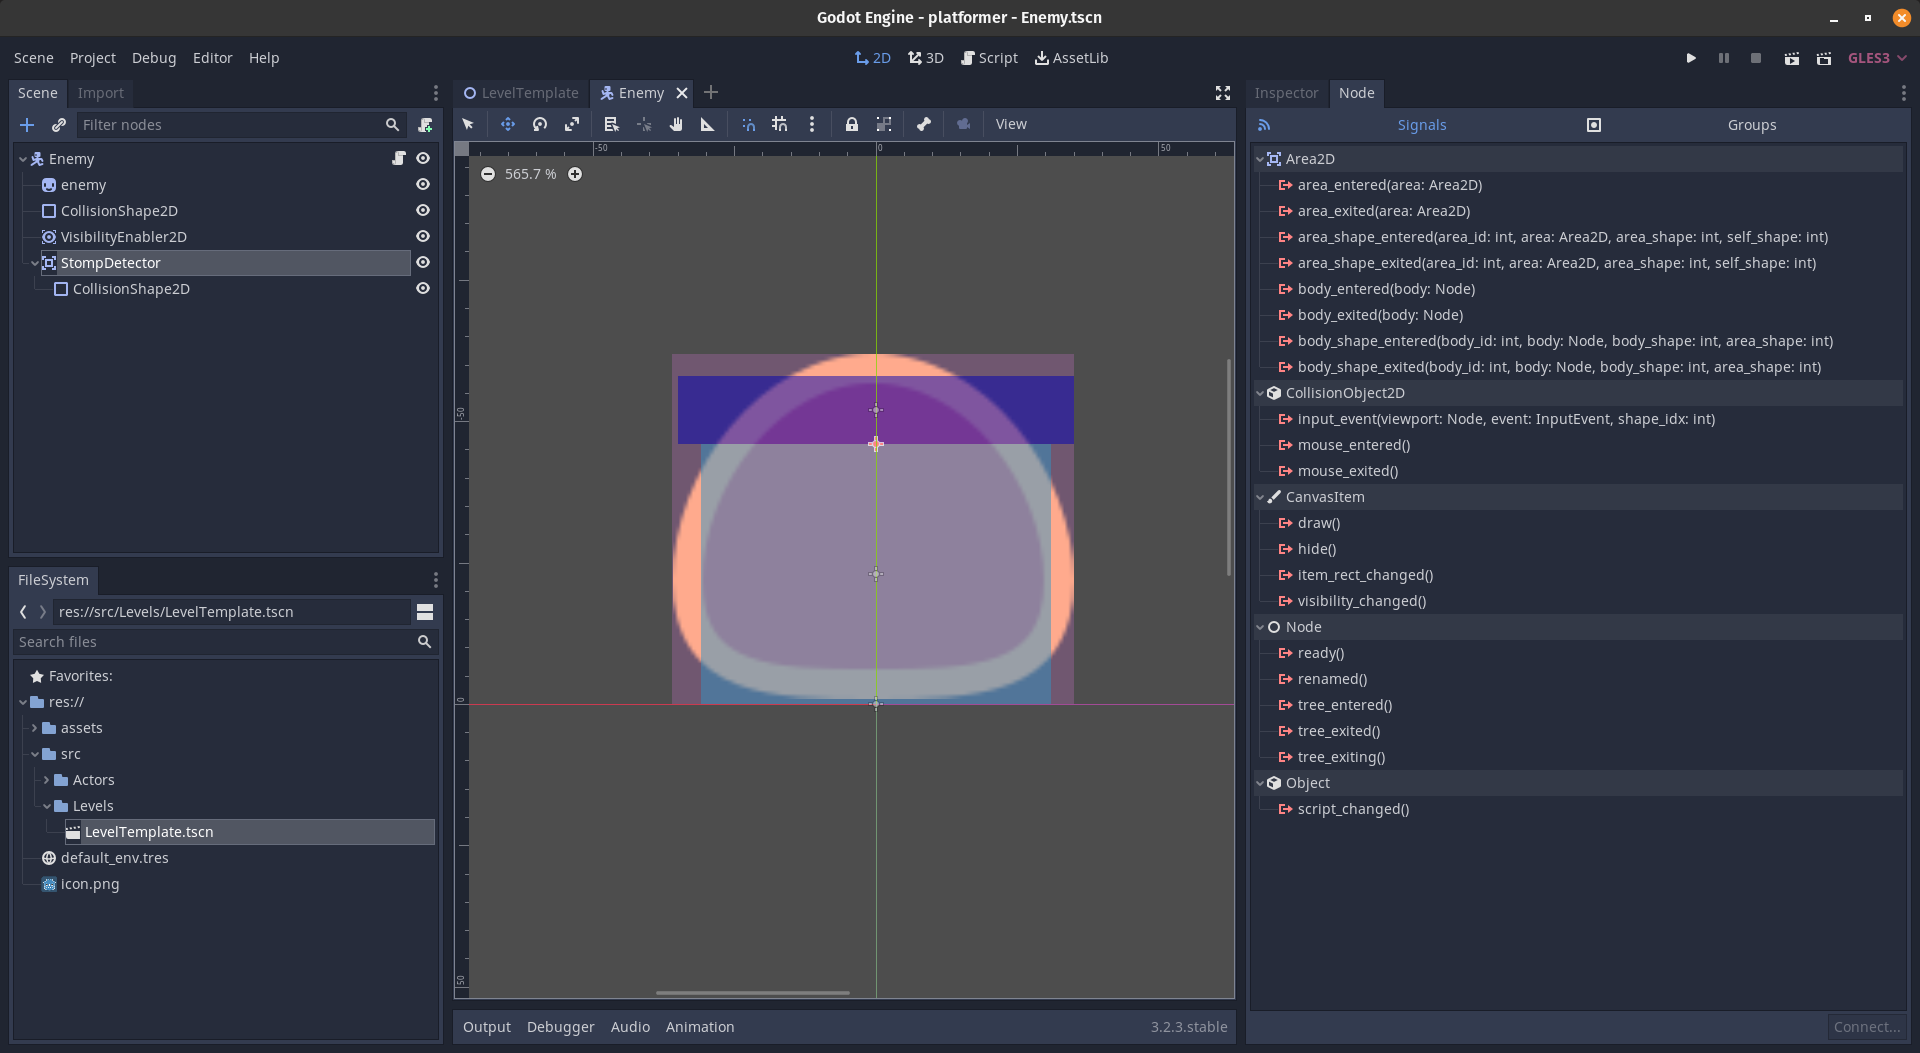 Godot Engine - platformer - Enemy.tscn
Scene Project Debug Editor Help
2D 3D Script AssetLib
GLES3
Scene Import
Filter nodes
Enemy
enemy
CollisionShape2D
VisibilityEnabler2D
StompDetector
CollisionShape2D
FileSystem
res://src/Levels/LevelTemplate.tscn
Search files
Favorites:
res://
assets
src
Actors
Levels
LevelTemplate.tscn
default_env.tres
icon.png
LevelTemplate Enemy
View
-50 0 50
565.7 %
-50
0
50
Output Debugger Audio Animation 3.2.3.stable
Inspector Node
Signals Groups
Area2D
area_entered(area: Area2D)
area_exited(area: Area2D)
area_shape_entered(area_id: int, area: Area2D, area_shape: int, self_shape: int)
area_shape_exited(area_id: int, area: Area2D, area_shape: int, self_shape: int)
body_entered(body: Node)
body_exited(body: Node)
body_shape_entered(body_id: int, body: Node, body_shape: int, area_shape: int)
body_shape_exited(body_id: int, body: Node, body_shape: int, area_shape: int)
CollisionObject2D
input_event(viewport: Node, event: InputEvent, shape_idx: int)
mouse_entered()
mouse_exited()
CanvasItem
draw()
hide()
item_rect_changed()
visibility_changed()
Node
ready()
renamed()
tree_entered()
tree_exited()
tree_exiting()
Object
script_changed()
Connect...